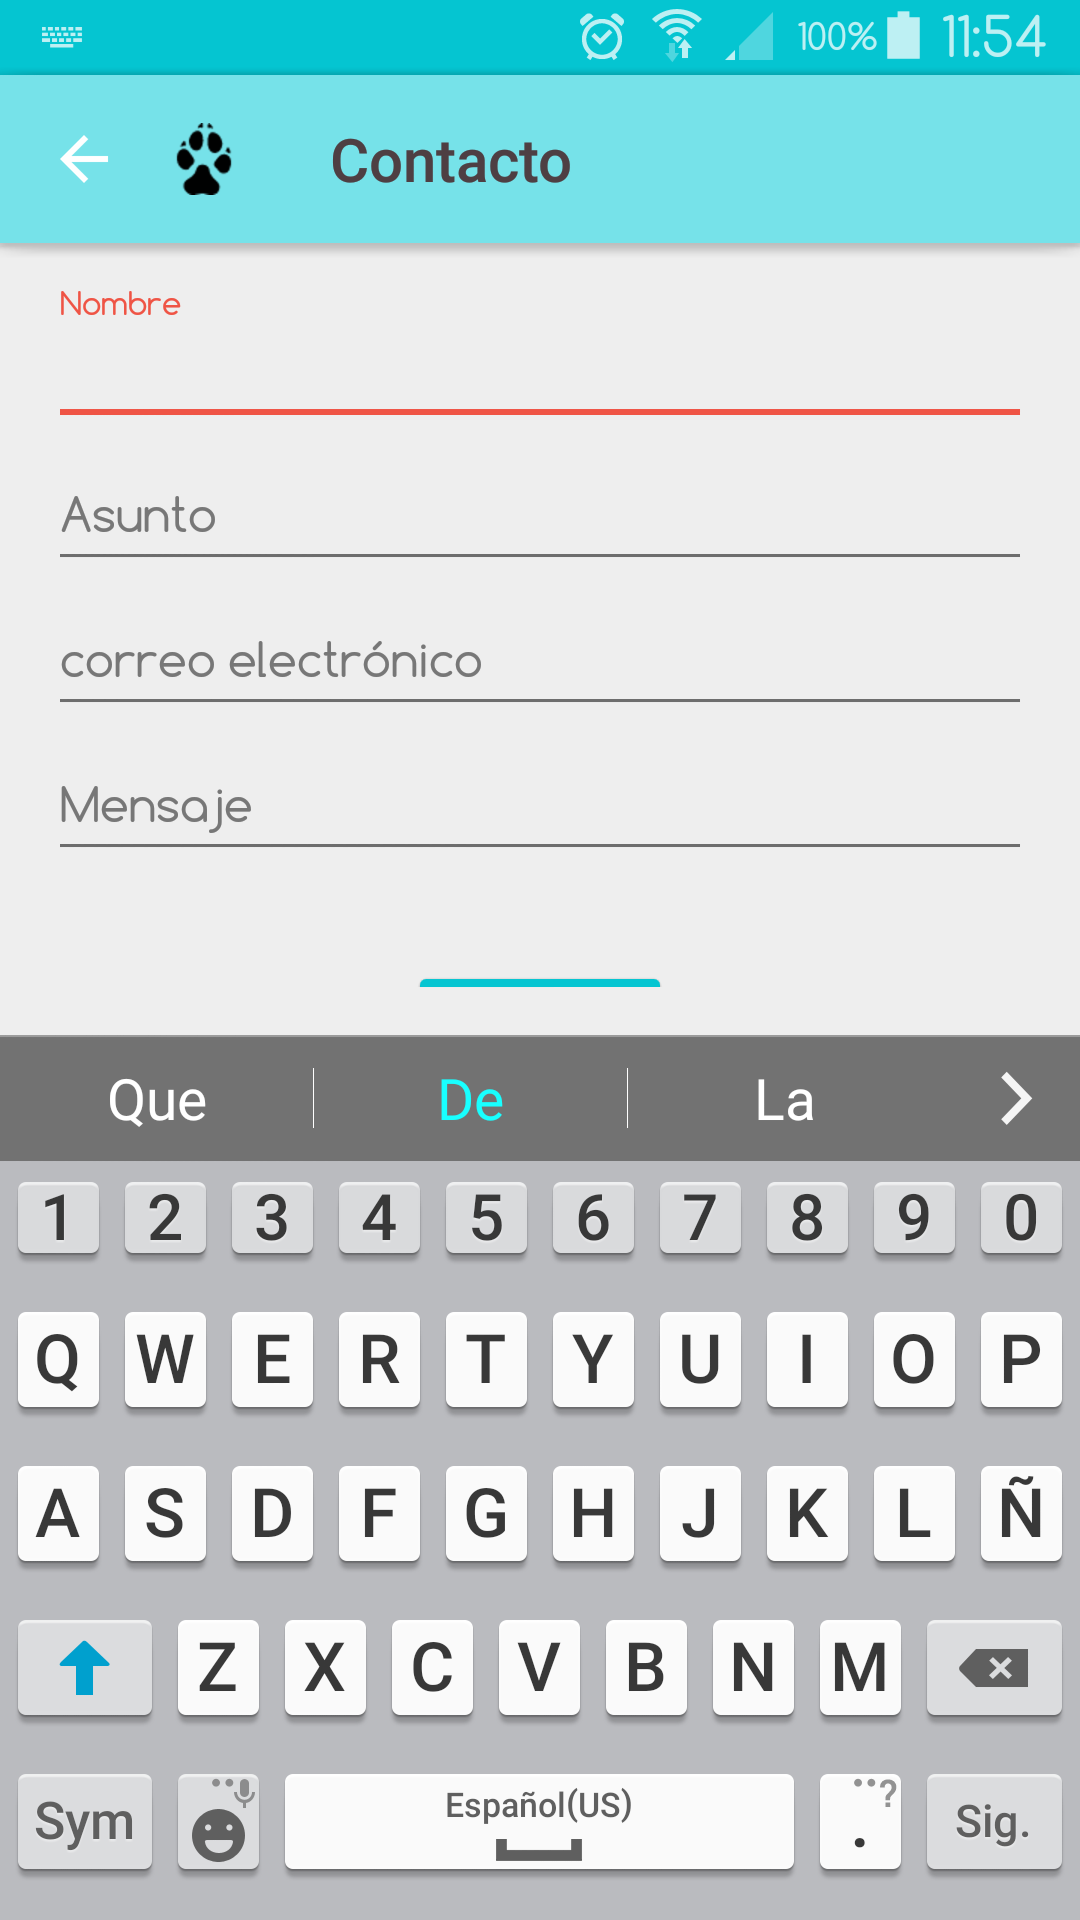 100% 11:54
Contacto
Nombre
Asunto
correo electrónico
Mensaje
Que De La
1 2 3 4 5 6 7 8 9 0
Q W E R T Y U I O P
A S D F G H J K L Ñ
Z X C V B N M
Sym Español(US) . ? Sig.